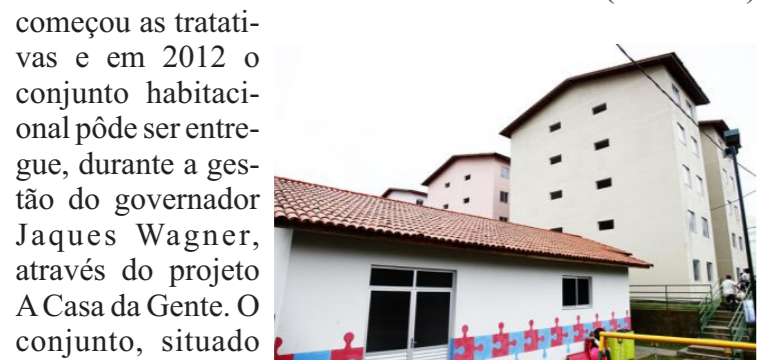 começou as tratati-
vas e em 2012 o
conjunto habitaci-
onal pôde ser entre-
gue, durante a ges-
tão do governador
Jaques Wagner,
através do projeto
A Casa da Gente. O
conjunto, situado